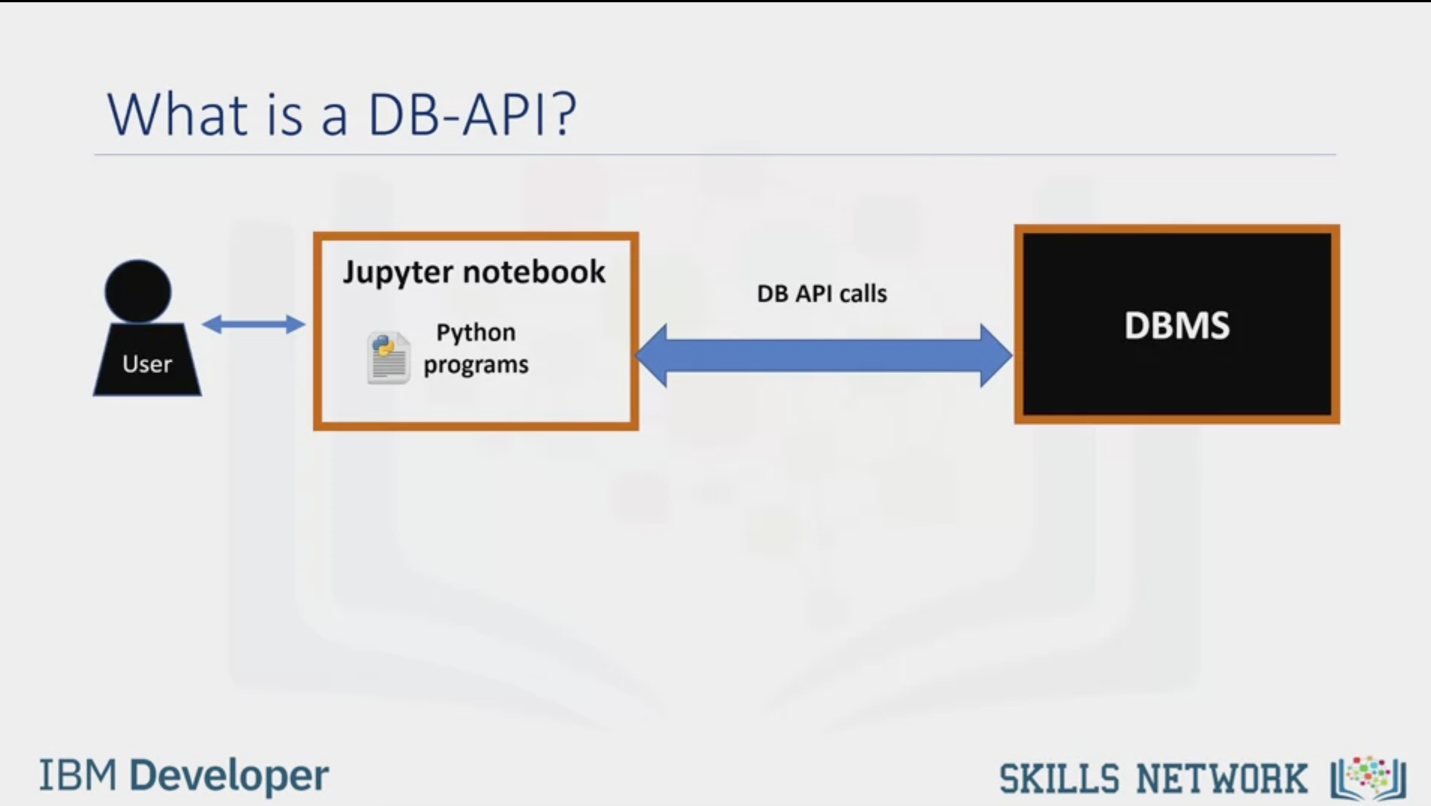 What is a DB-API?
Jupyter notebook
Python
programs
User
DB API calls
DBMS
IBM Developer
SKILLS NETWORK